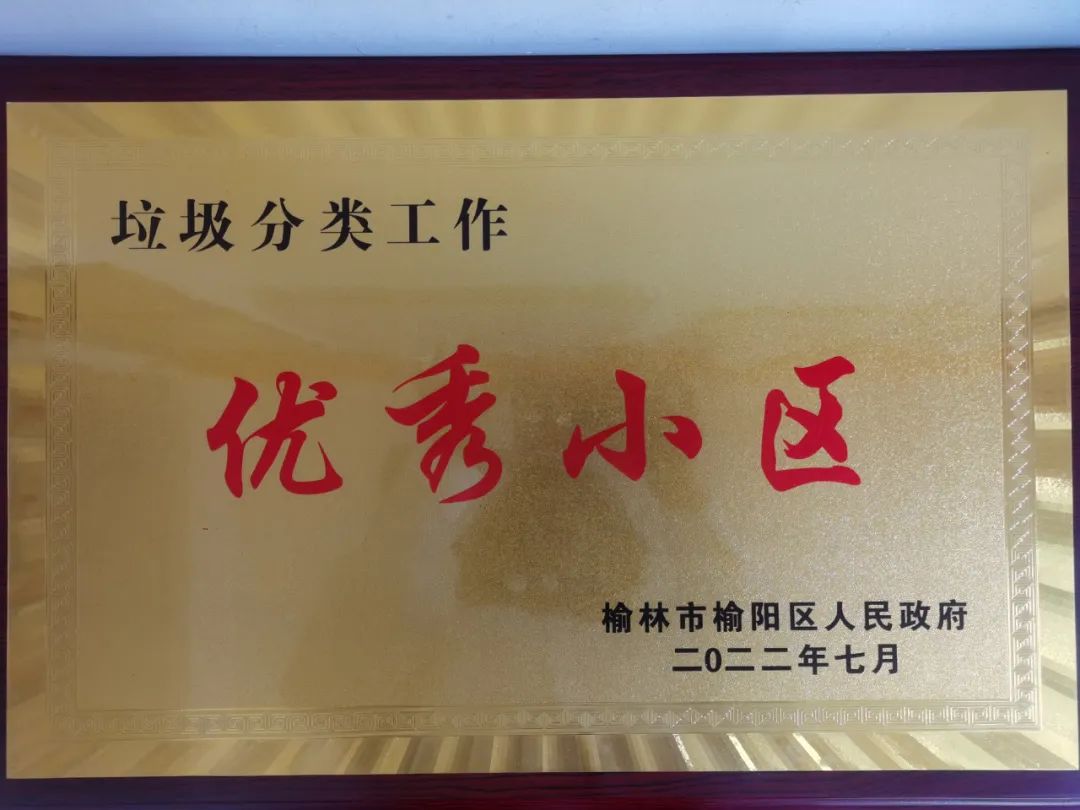 垃圾分类工作
优秀小区
榆林市榆阳区人民政府
二0二二年七月